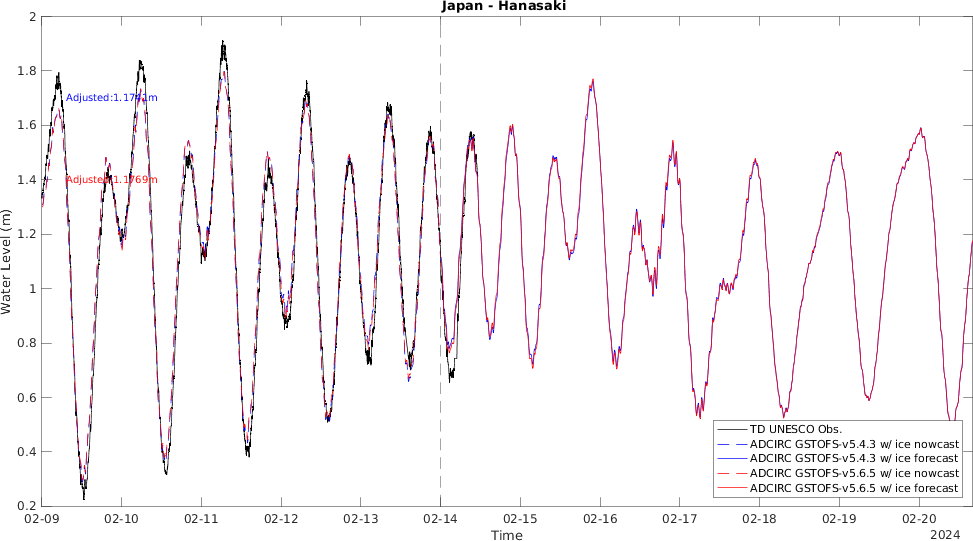 Japan - Hanasaki
2
1.8
1.6
1.4
1.2
1
0.8
0.6
0.4
0.2
Water Level (m)
Adjusted:1.1769m
TD UNESCO Obs.
ADCIRC GSTOFS-v5.4.3 w/ ice nowcast
ADCIRC GSTOFS-v5.4.3 w/ ice forecast
ADCIRC GSTOFS-v5.6.5 w/ ice nowcast
ADCIRC GSTOFS-v5.6.5 w/ ice forecast
02-09 02-10 02-11 02-12 02-13 02-14 02-15 02-16 02-17 02-18 02-19 02-20
Time
2024